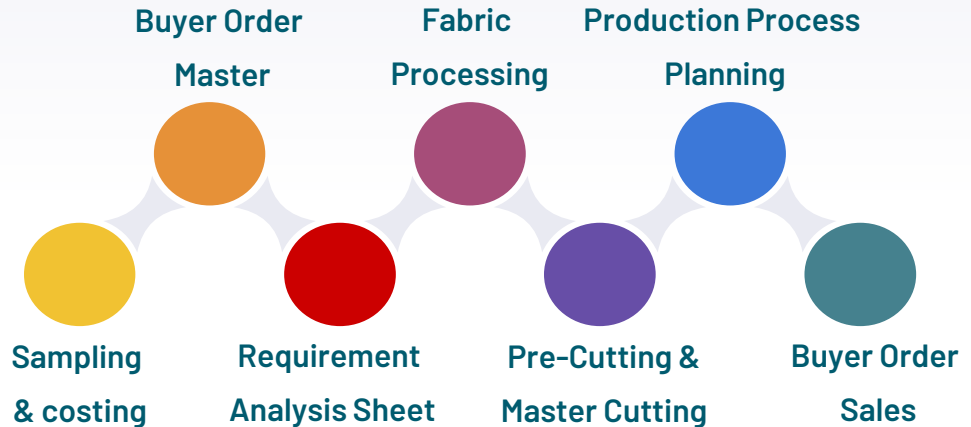 Buyer Order
Master
Fabric
Processing
Production Process
Planning
Sampling
& costing
Requirement
Analysis Sheet
Pre-Cutting &
Master Cutting
Buyer Order
Sales